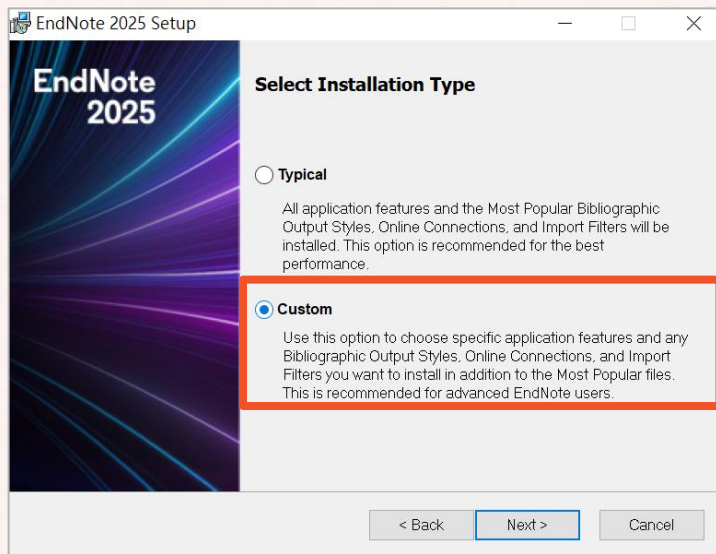 EndNote 2025 Setup
EndNote
2025
Select Installation Type
Typical
All application features and the Most Popular Bibliographic
Output Styles, Online Connections, and Import Filters will be
installed. This option is recommended for the best
performance.
Custom
Use this option to choose specific application features and any
Bibliographic Output Styles, Online Connections, and Import
Filters you want to install in addition to the Most Popular files.
This is recommended for advanced EndNote users.
< Back
Next >
Cancel